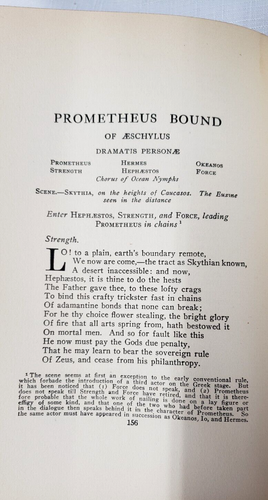 PROMETHEUS BOUND
OF ÆSCHYLUS
DRAMATIS PERSONÆ
PROMETHEUS HERMES OKEANOS
STRENGTH HEPHÆSTOS FORCE
Chorus of Ocean Nymphs
SCENE.—SKYTHIA, on the heights of Caucasos. The Euxine
seen in the distance
Enter HEPHÆSTOS, STRENGTH, and FORCE, leading
PROMETHEUS in chains ¹
Strength.
LO! to a plain, earth's boundary remote,
We now are come,—the tract as Skythian known,
A desert inaccessible: and now,
Hephæstos, it is thine to do the hests
The Father gave thee, to these lofty crags
To bind this crafty trickster fast in chains
Of adamantine bonds that none can break;
For he thy choice flower stealing, the bright glory
Of fire that all arts spring from, hath bestowed it
On mortal men. And so for fault like this
He now must pay the Gods due penalty,
That he may learn to bear the sovereign rule
Of Zeus, and cease from his philanthropy.
¹ The scene seems at first an exception to the early conventional rule,
which forbade the introduction of a third actor on the Greek stage. But
it has been noticed that (1) Force does not speak, and (2) Prometheus
does not speak till Strength and Force have retired, and that it is there-
fore probable that the whole work of nailing is done on a lay figure or
effigy of some kind, and that one of the two who had before taken part
in the dialogue then speaks behind it in the character of Prometheus. So
the same actor must have appeared in succession as Okeanos, Io, and Hermes.
156